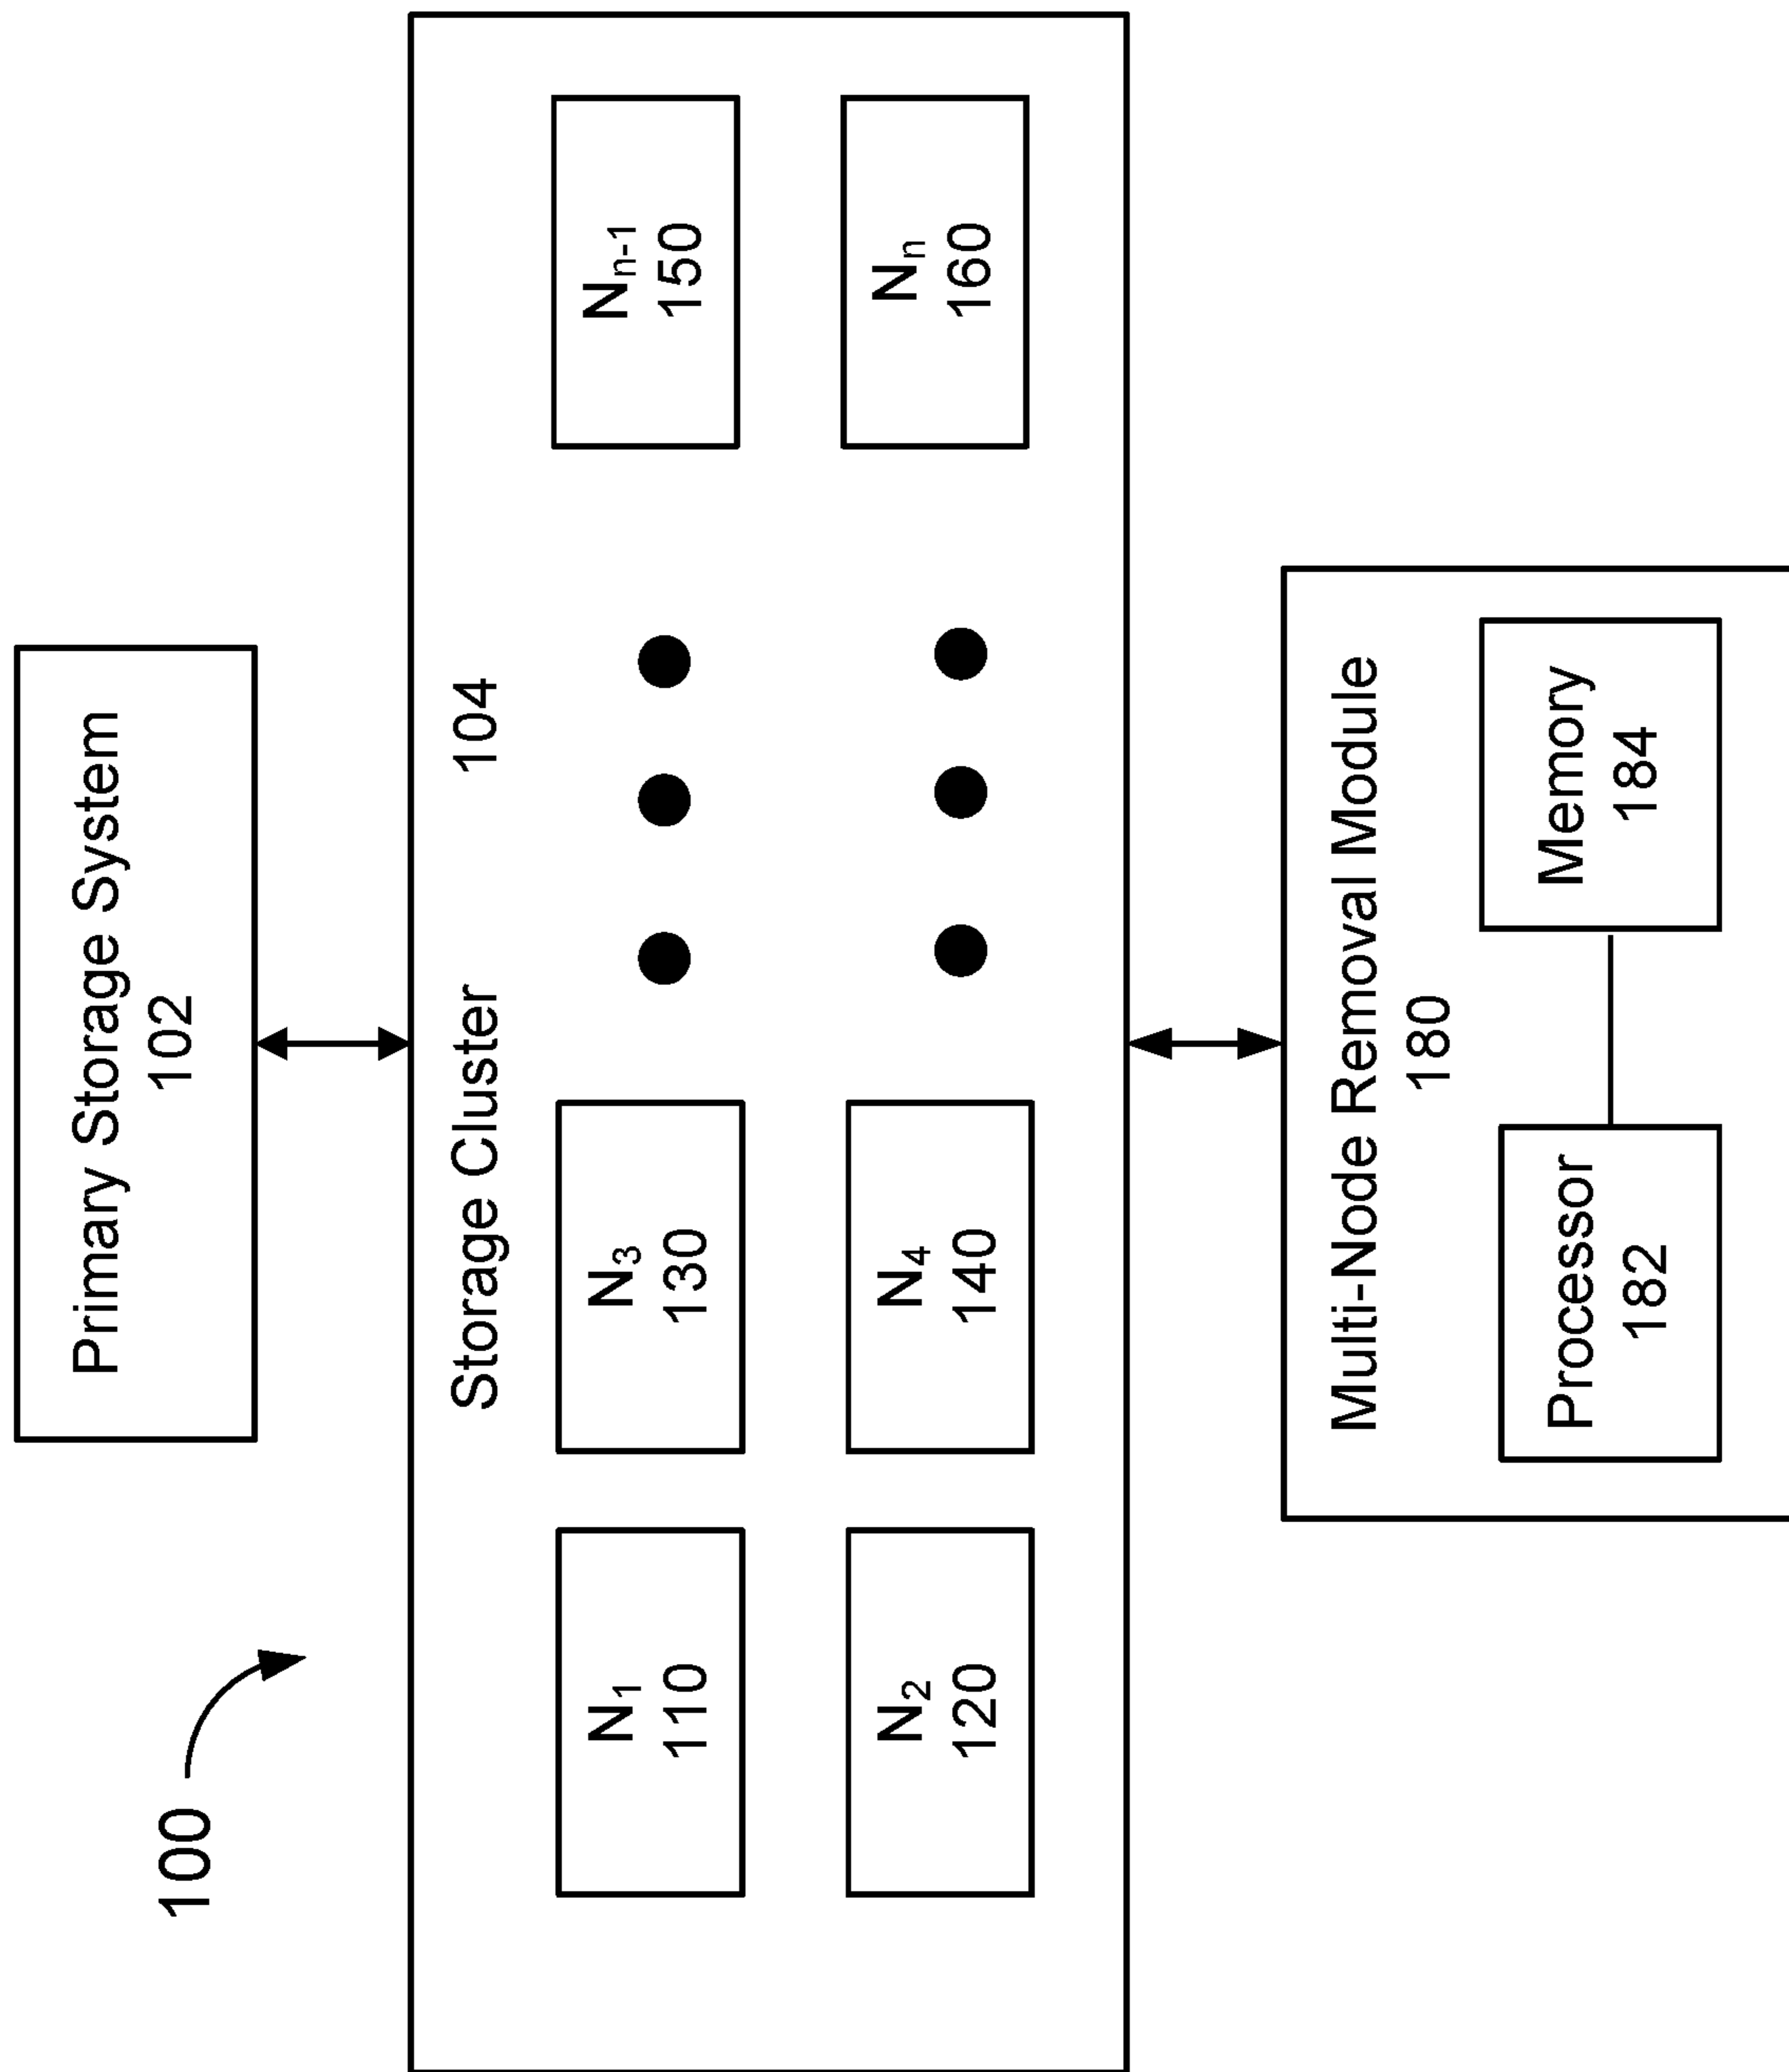 100
Primary Storage System
102
Storage Cluster 104
N1
110
N3
130
Nn-1
150
N2
120
N4
140
Nn
160
Multi-Node Removal Module
180
Processor
182
Memory
184